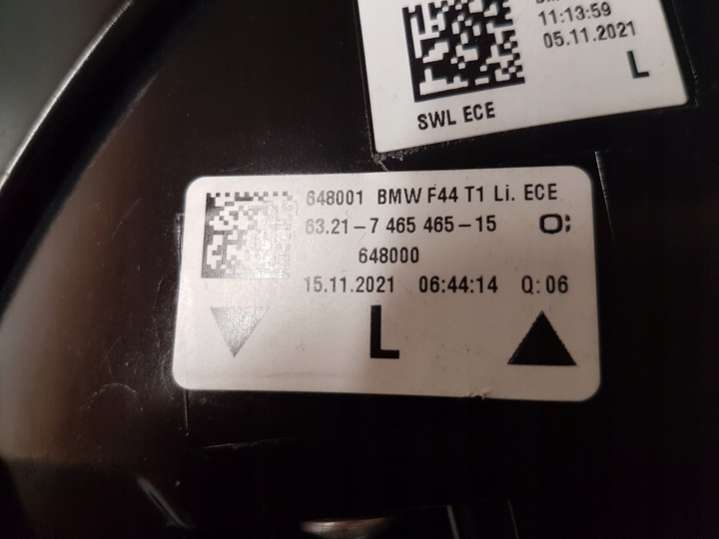 11:13:59
05.11.2021
L
SWL ECE
648001 BMW F44 T1 Li. ECE
63.21-7 465 465-15
648000
15.11.2021 06:44:14 Q:06
L